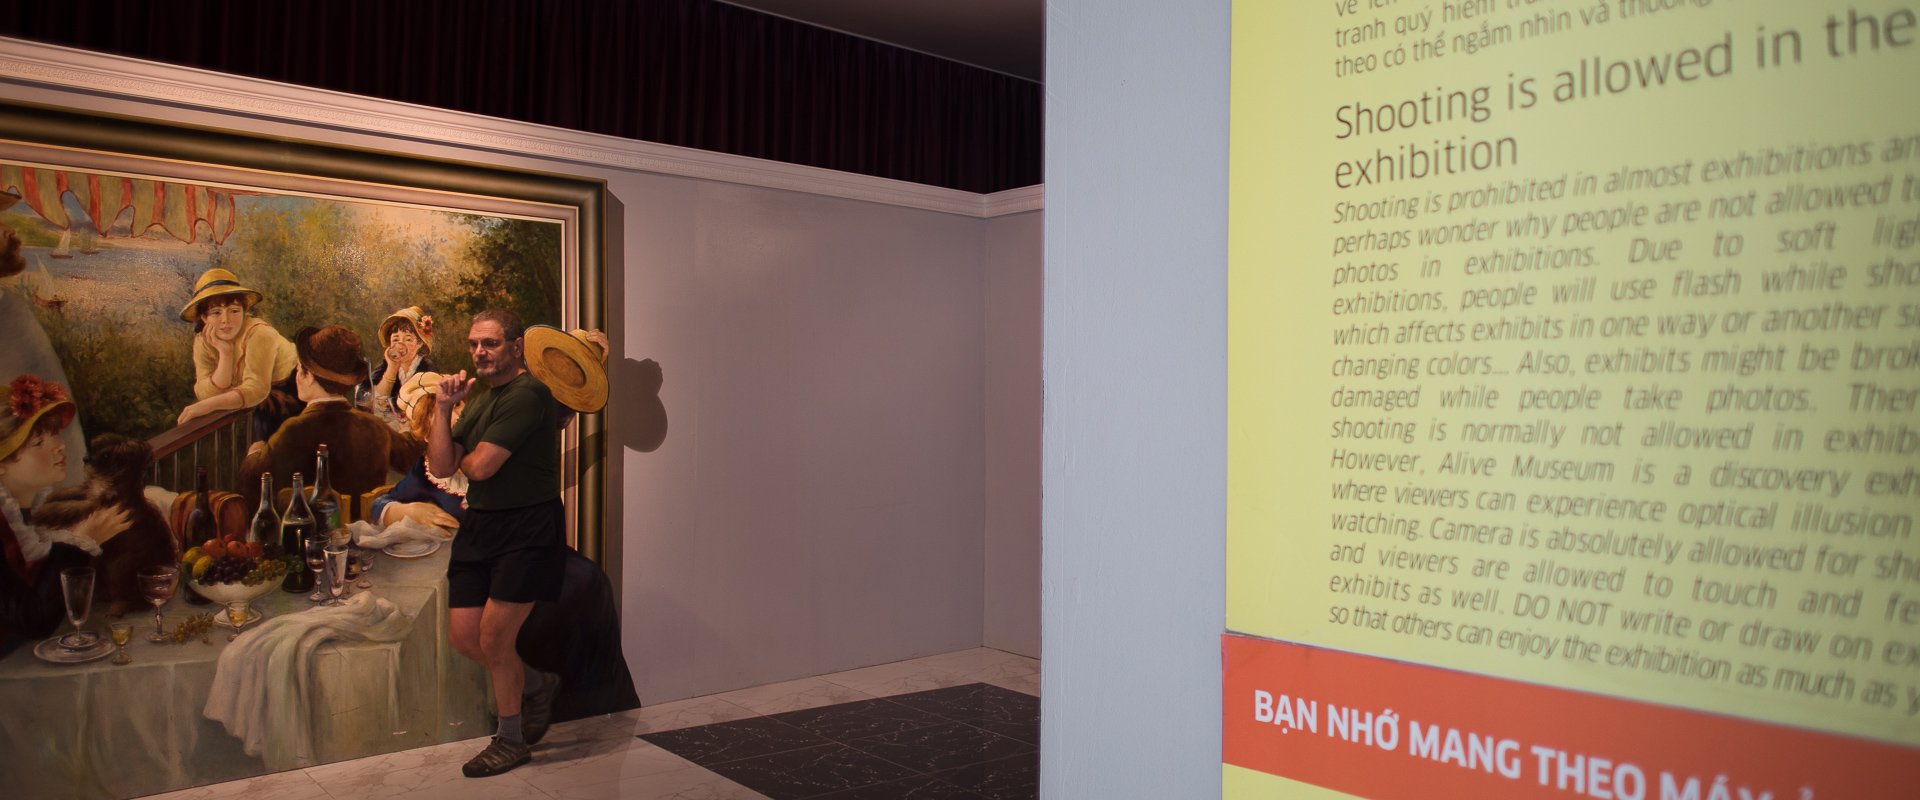 tranh quý hiếm
theo có thể ngắm nhìn và
Shooting is allowed in the
exhibition
Shooting is prohibited in almost exhibitions
perhaps wonder why people are not allowed
photos in exhibitions. Due to soft
exhibitions, people will use flash while
which affects exhibits in one way or another
changing colors... Also, exhibits might be
damaged while people take photos.
shooting is normally not allowed in
However, Alive Museum is a discovery
where viewers can experience optical illusion
watching. Camera is absolutely allowed for
and viewers are allowed to touch and
exhibits as well. DO NOT write or draw on
so that others can enjoy the exhibition as much as
BẠN NHỚ MANG THEO